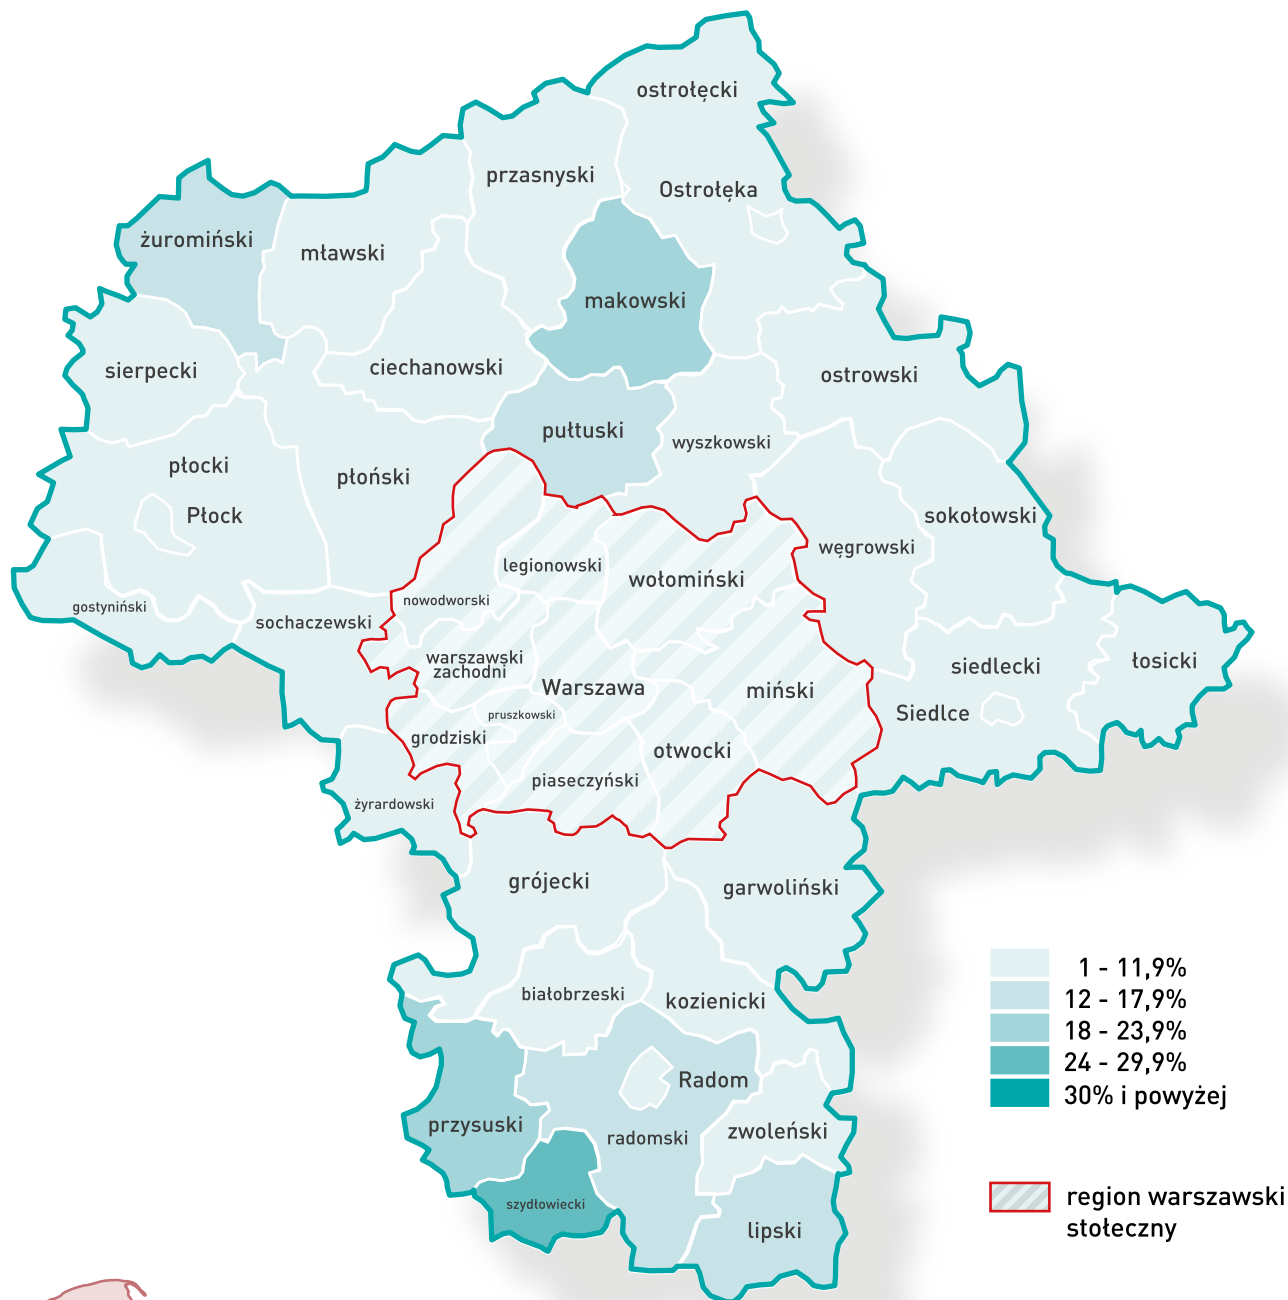 ostrołęcki
przasnyski
Ostrołęka
żuromiński
mławski
makowski
sierpecki
ciechanowski
ostrowski
pułtuski
wyszkowski
płocki
płoński
Płock
sokołowski
węgrowski
legionowski
wołomiński
nowodworski
gostyniński
sochaczewski
warszawski
zachodni
siedlecki
łosicki
Warszawa
miński
Siedlce
pruszkowski
grodziski
otwocki
piaseczyński
żyrardowski
grójecki
garwoliński
białobrzeski
kozienicki
Radom
przysuski
radomski
zwoleński
szydłowiecki
lipski
1 - 11,9%
12 - 17,9%
18 - 23,9%
24 - 29,9%
30% i powyżej
region warszawski
stołeczny